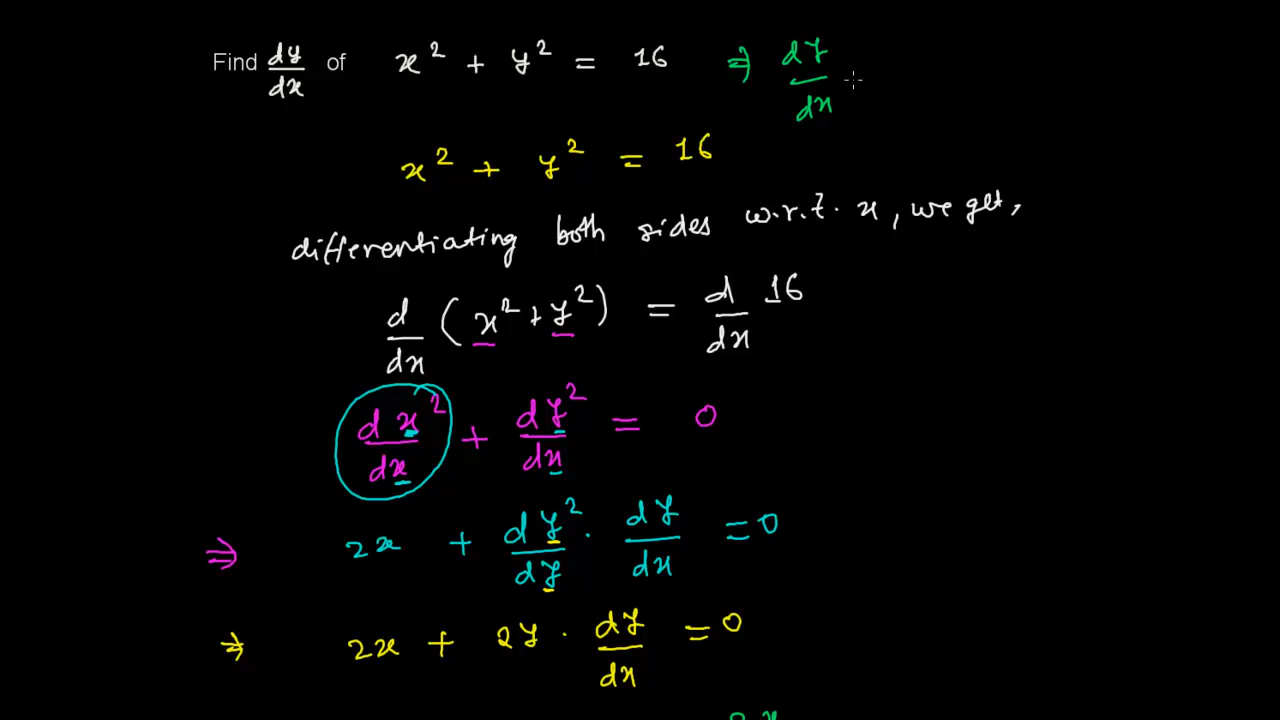 Find dy/dx of x² + y² = 16 ⇒ dy/dx
x² + y² = 16
differentiating both sides w.r.t. x, we get,
d/dx (x² + y²) = d/dx 16
dx²/dx + dy²/dx = 0
⇒ 2x + dy²/dy · dy/dx = 0
⇒ 2x + 2y · dy/dx = 0